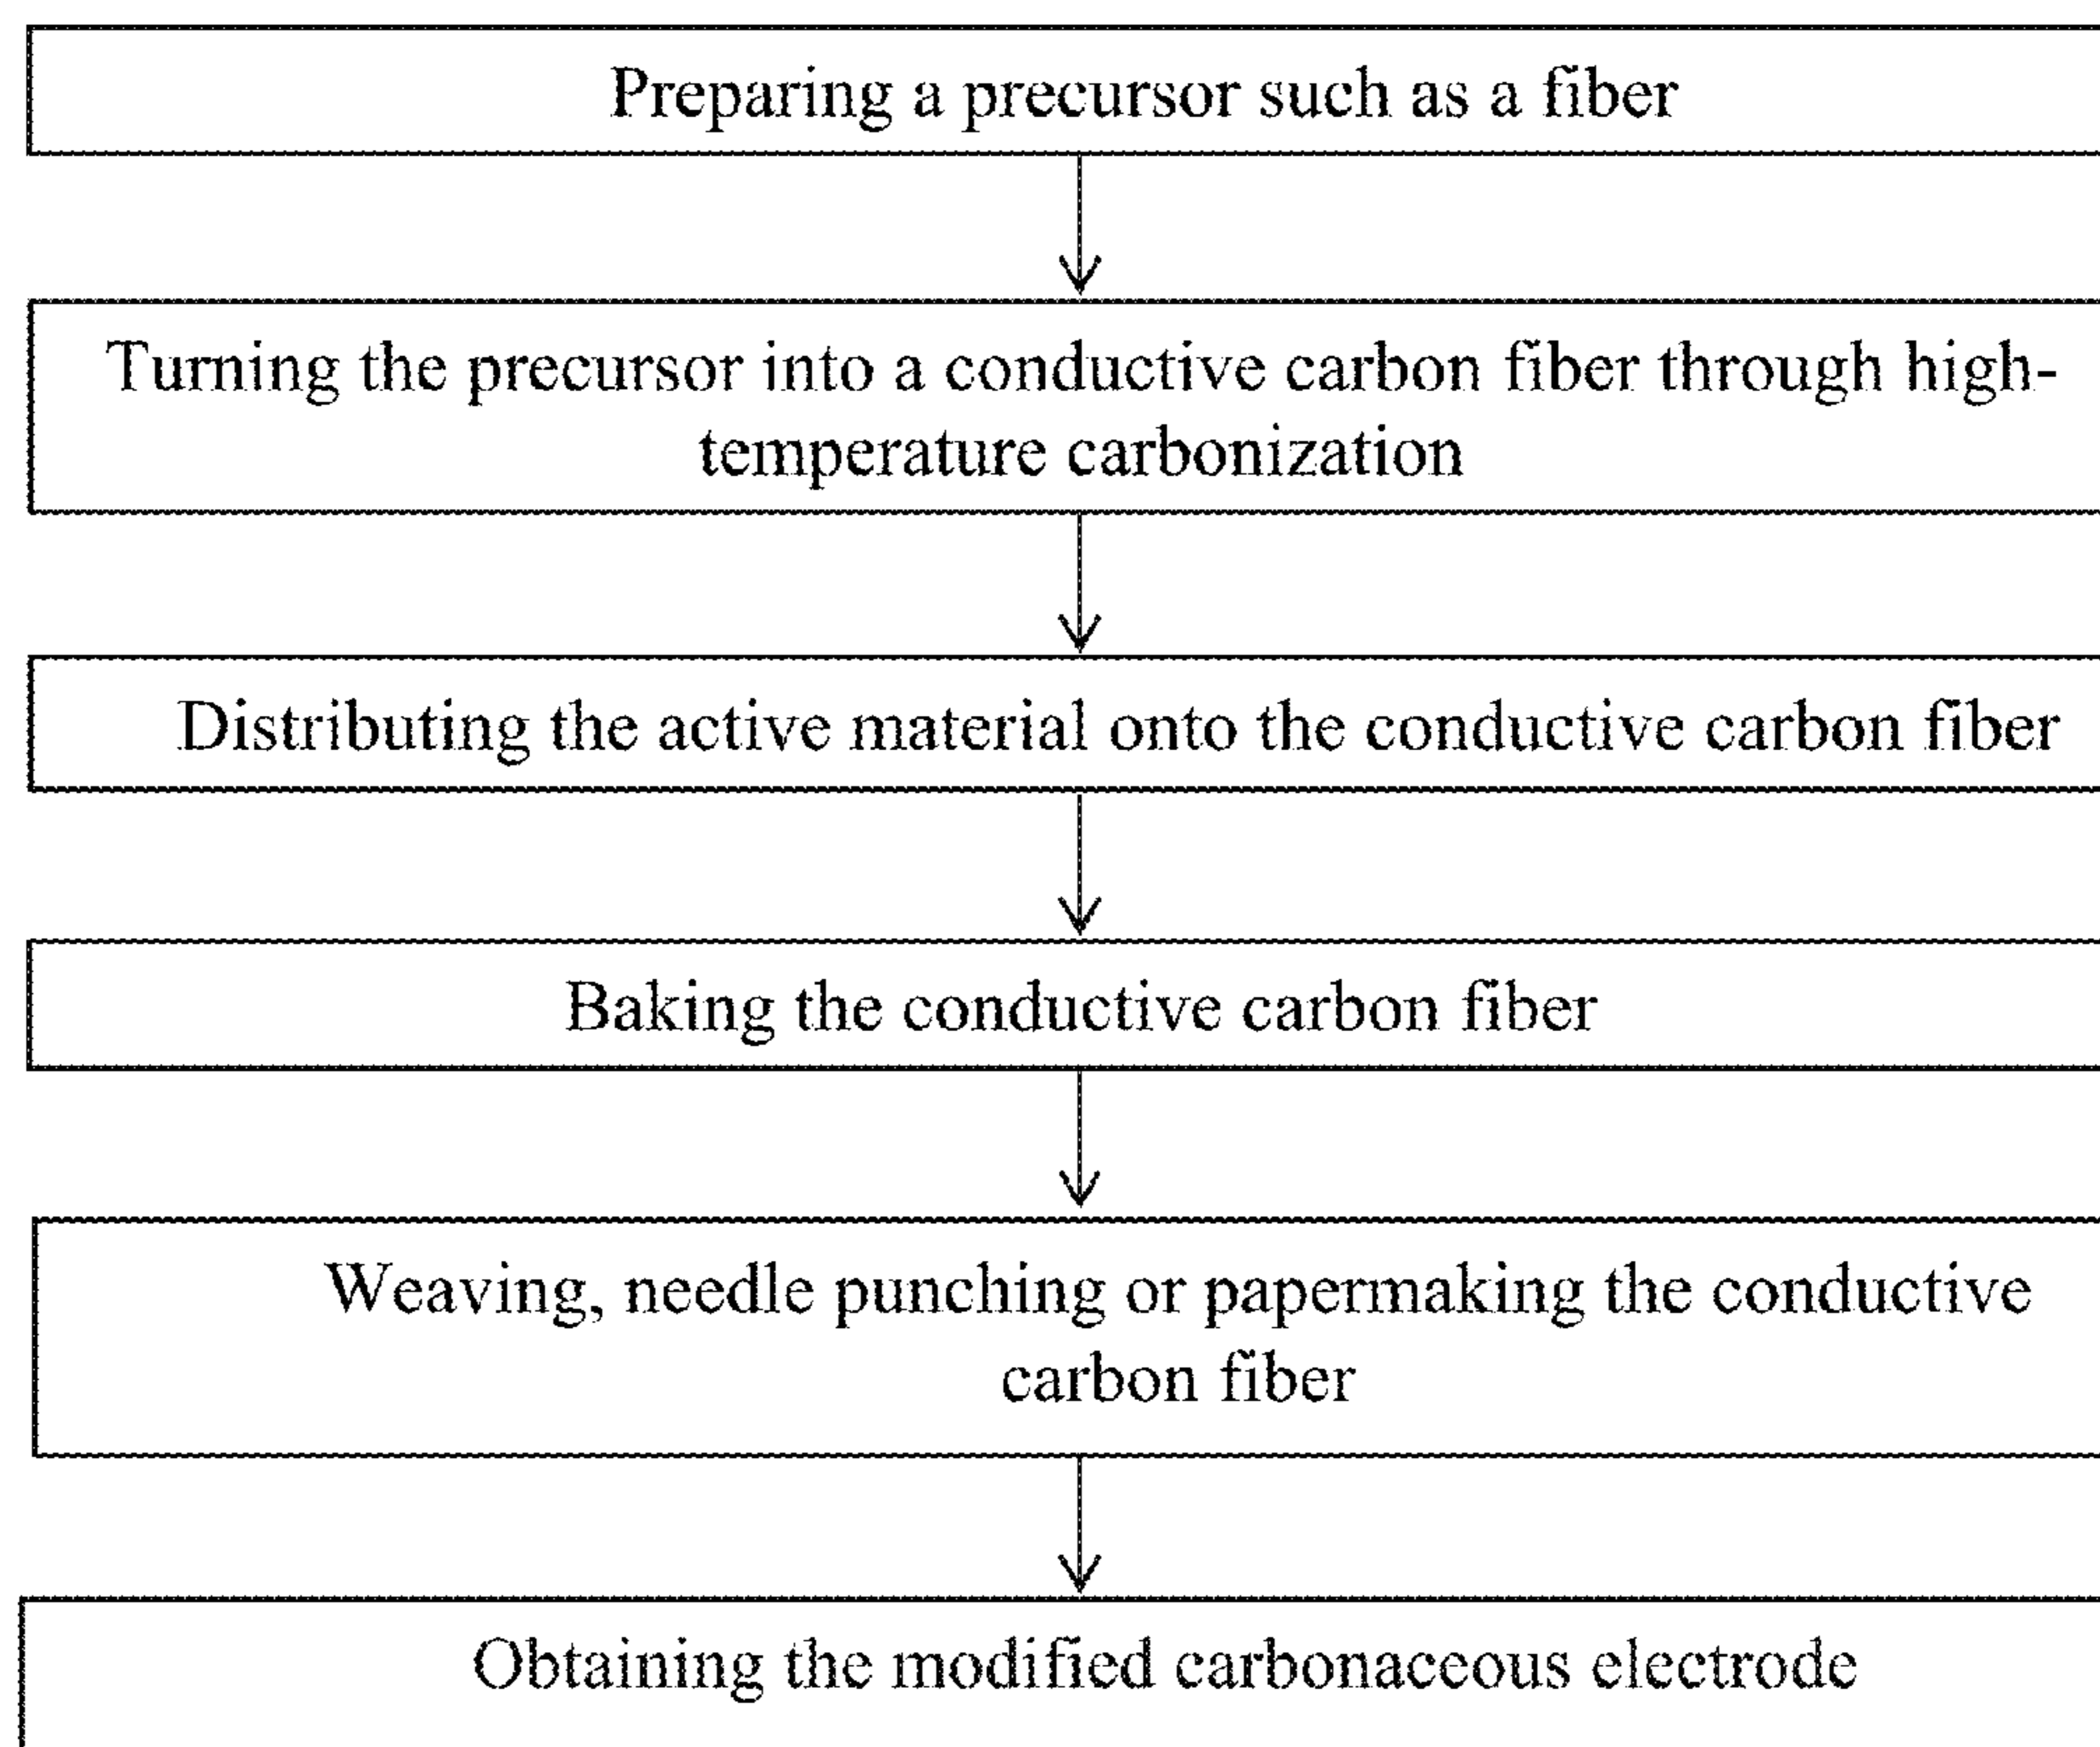 Preparing a precursor such as a fiber
Turning the precursor into a conductive carbon fiber through high-
temperature carbonization
Distributing the active material onto the conductive carbon fiber
Baking the conductive carbon fiber
Weaving, needle punching or papermaking the conductive
carbon fiber
Obtaining the modified carbonaceous electrode